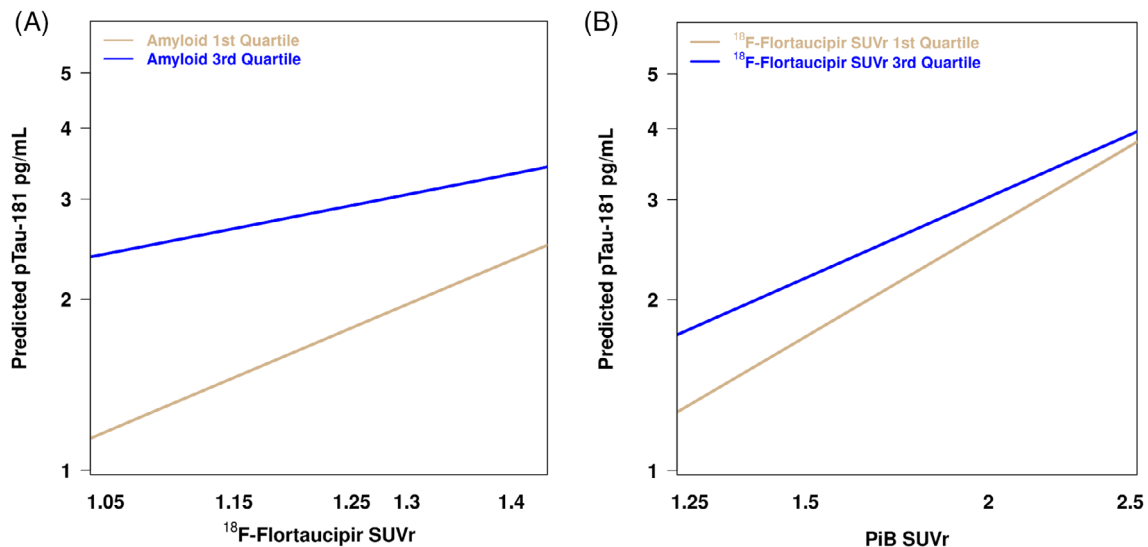 (A)
Amyloid 1st Quartile
Amyloid 3rd Quartile
Predicted pTau-181 pg/mL
5
4
3
2
1
1.05 1.15 1.25 1.3 1.4
¹⁸F-Flortaucipir SUVr
(B)
¹⁸F-Flortaucipir SUVr 1st Quartile
¹⁸F-Flortaucipir SUVr 3rd Quartile
Predicted pTau-181 pg/mL
5
4
3
2
1
1.25 1.5 2 2.5
PiB SUVr